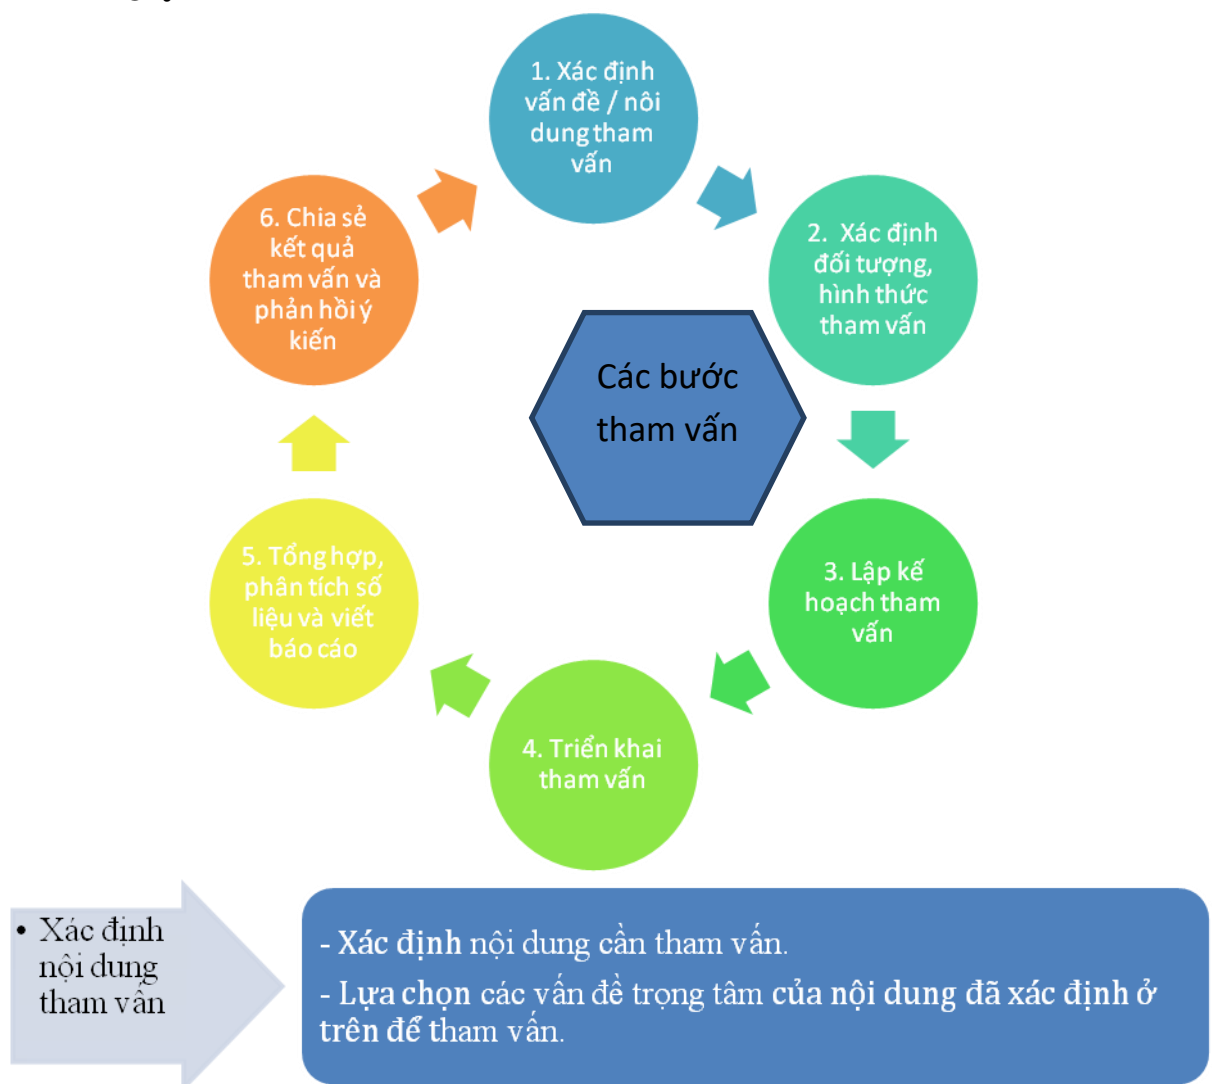 1. Xác định
vấn đề / nôi
dung tham
vấn
2. Xác định
đối tượng,
hình thức
tham vấn
3. Lập kế
hoạch tham
vấn
4. Triển khai
tham vấn
5. Tổng hợp,
phân tích số
liệu và viết
báo cáo
6. Chia sẻ
kết quả
tham vấn và
phản hồi ý
kiến
Các bước
tham vấn
• Xác định
nội dung
tham vấn
- Xác định nội dung cần tham vấn.
- Lựa chọn các vấn đề trọng tâm của nội dung đã xác định ở
trên để tham vấn.